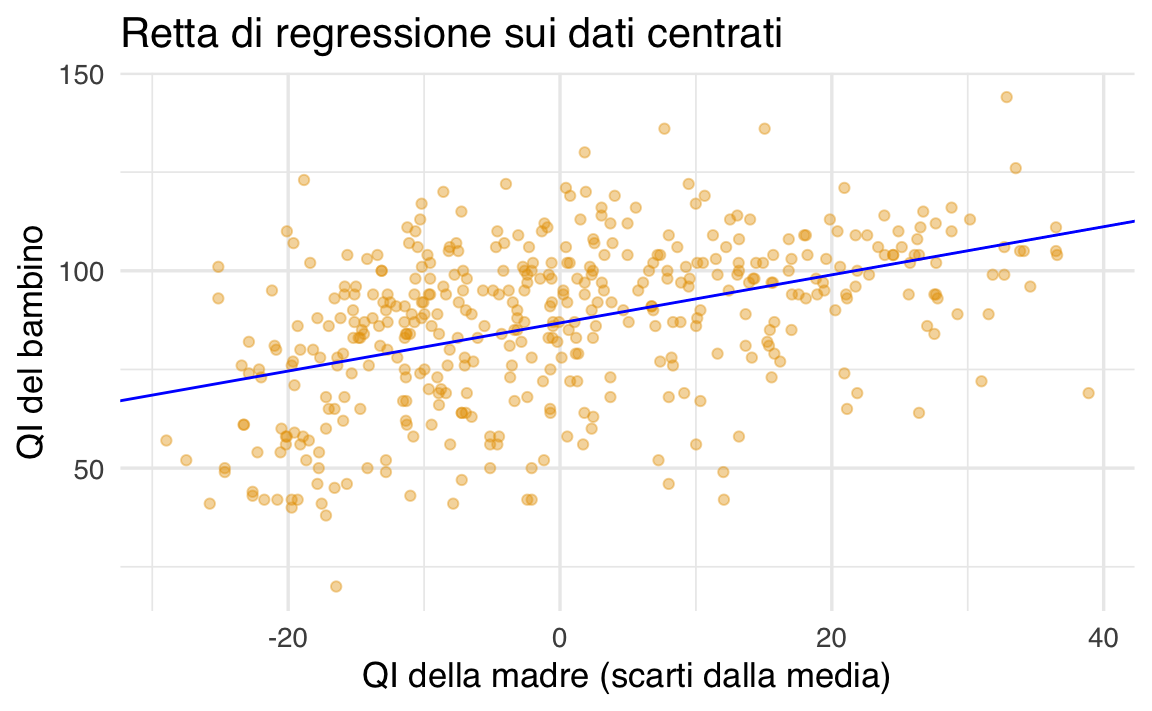 Retta di regressione sui dati centrati
150
100
50
QI del bambino
-20 0 20 40
QI della madre (scarti dalla media)